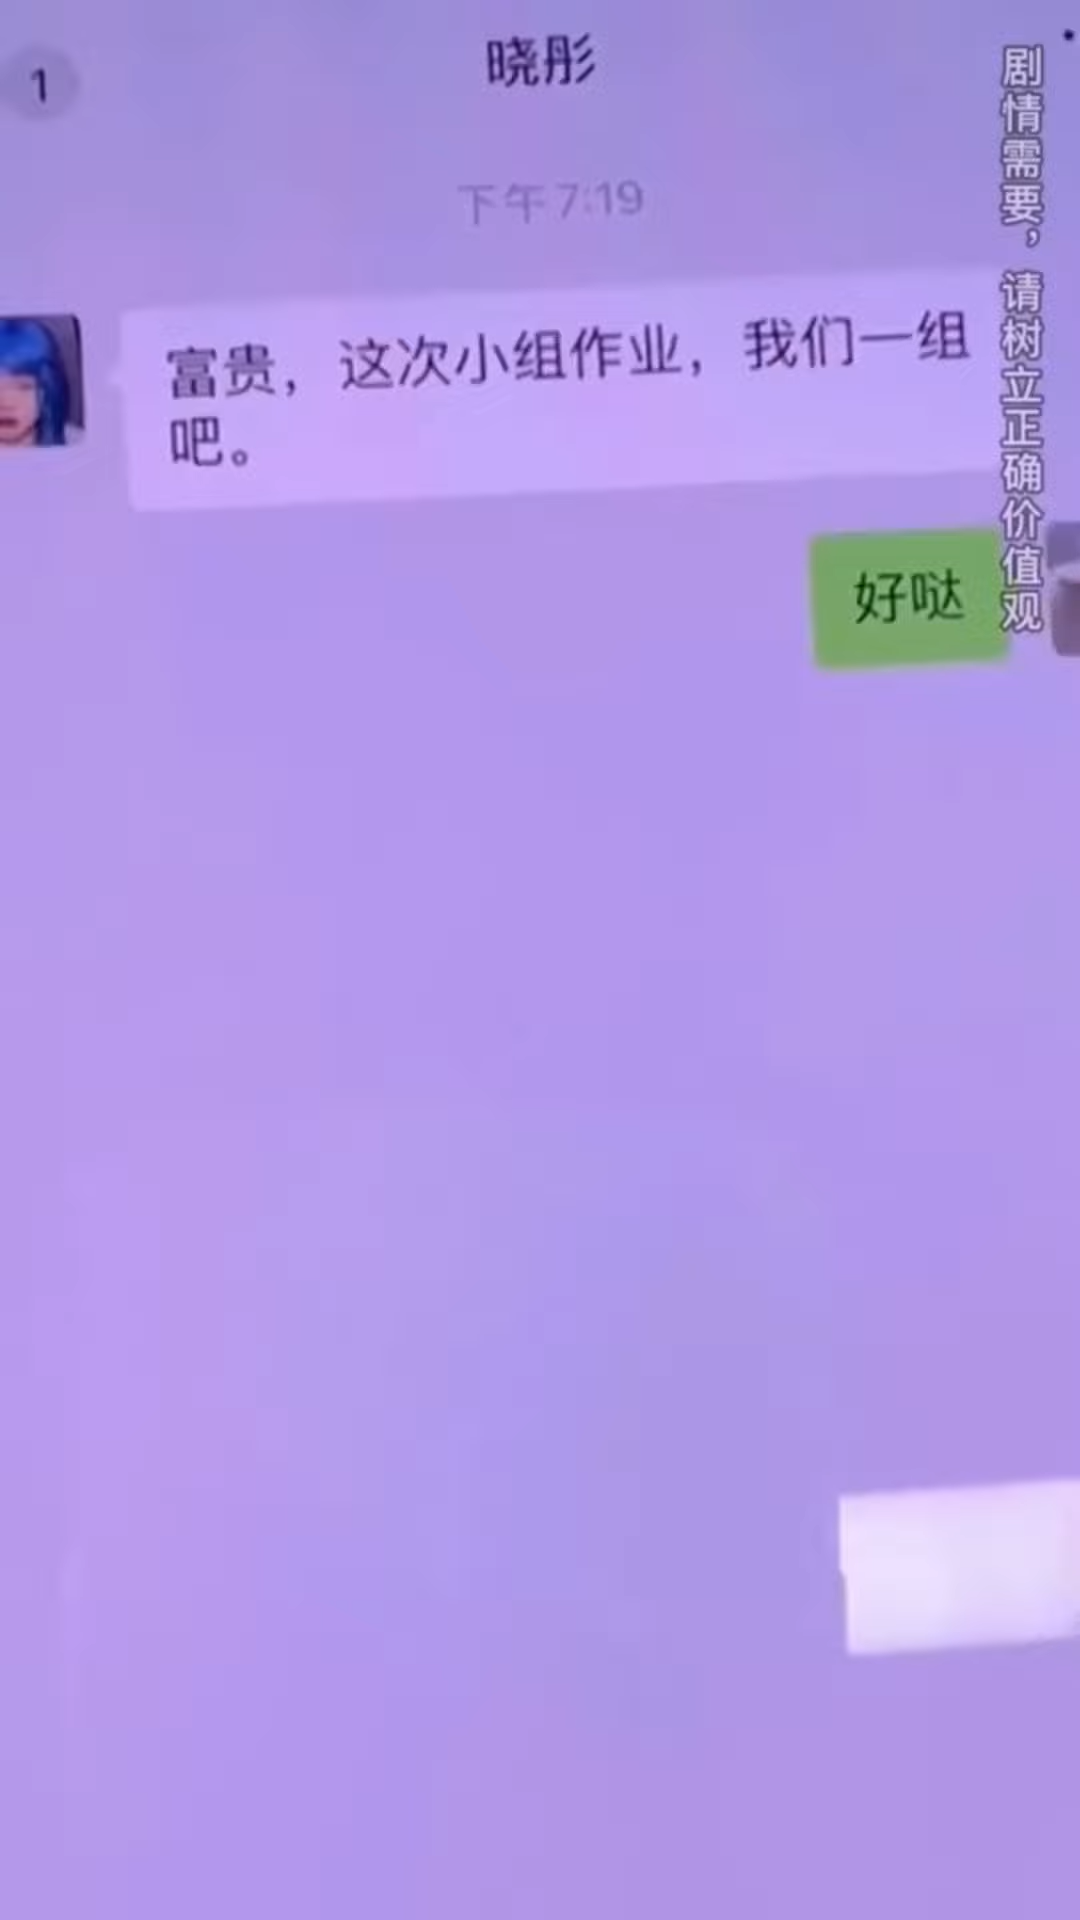 1
晓彤
下午 7:19
富贵，这次小组作业，我们一组
吧。
好哒
剧情需要，请树立正确价值观